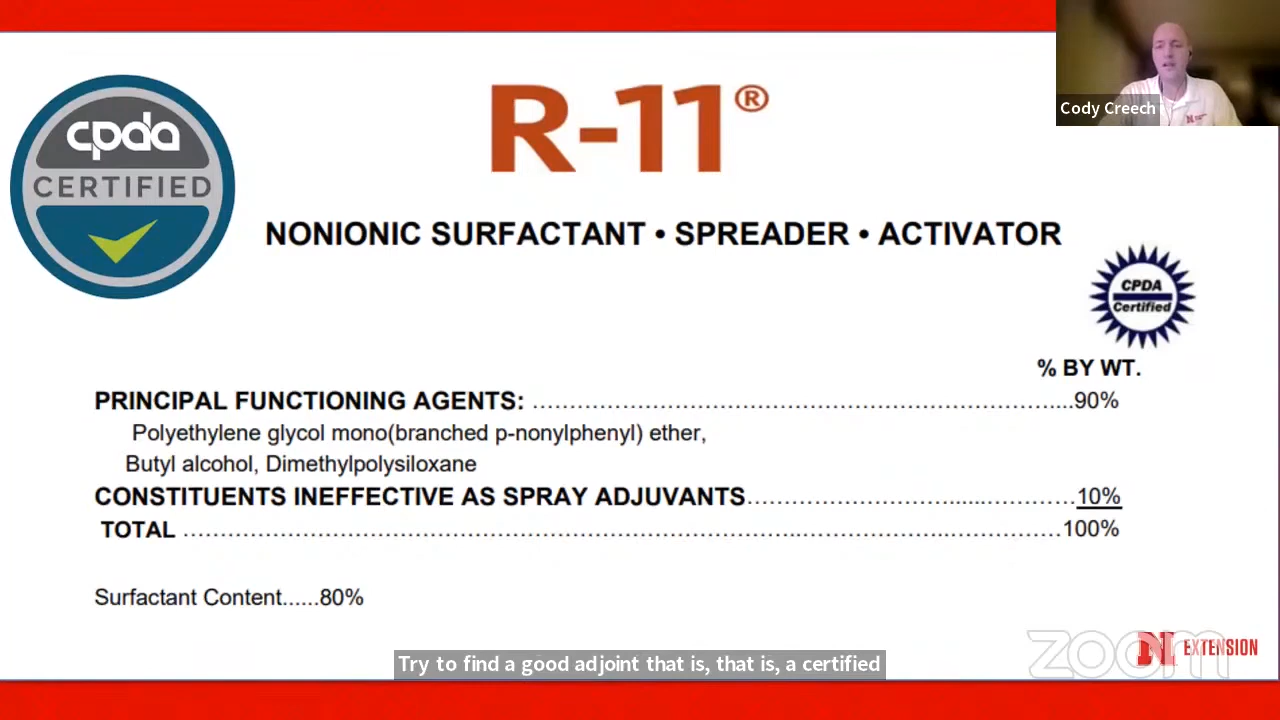 cpda
CERTIFIED
R-11®
Cody Creech
NONIONIC SURFACTANT • SPREADER • ACTIVATOR
CPDA
Certified
% BY WT.
PRINCIPAL FUNCTIONING AGENTS: ........................................................................90%
Polyethylene glycol mono(branched p-nonylphenyl) ether,
Butyl alcohol, Dimethylpolysiloxane
CONSTITUENTS INEFFECTIVE AS SPRAY ADJUVANTS............................................10%
TOTAL ........................................................................................................................100%
Surfactant Content......80%
zoom
N EXTENSION
Try to find a good adjoint that is, that is, a certified